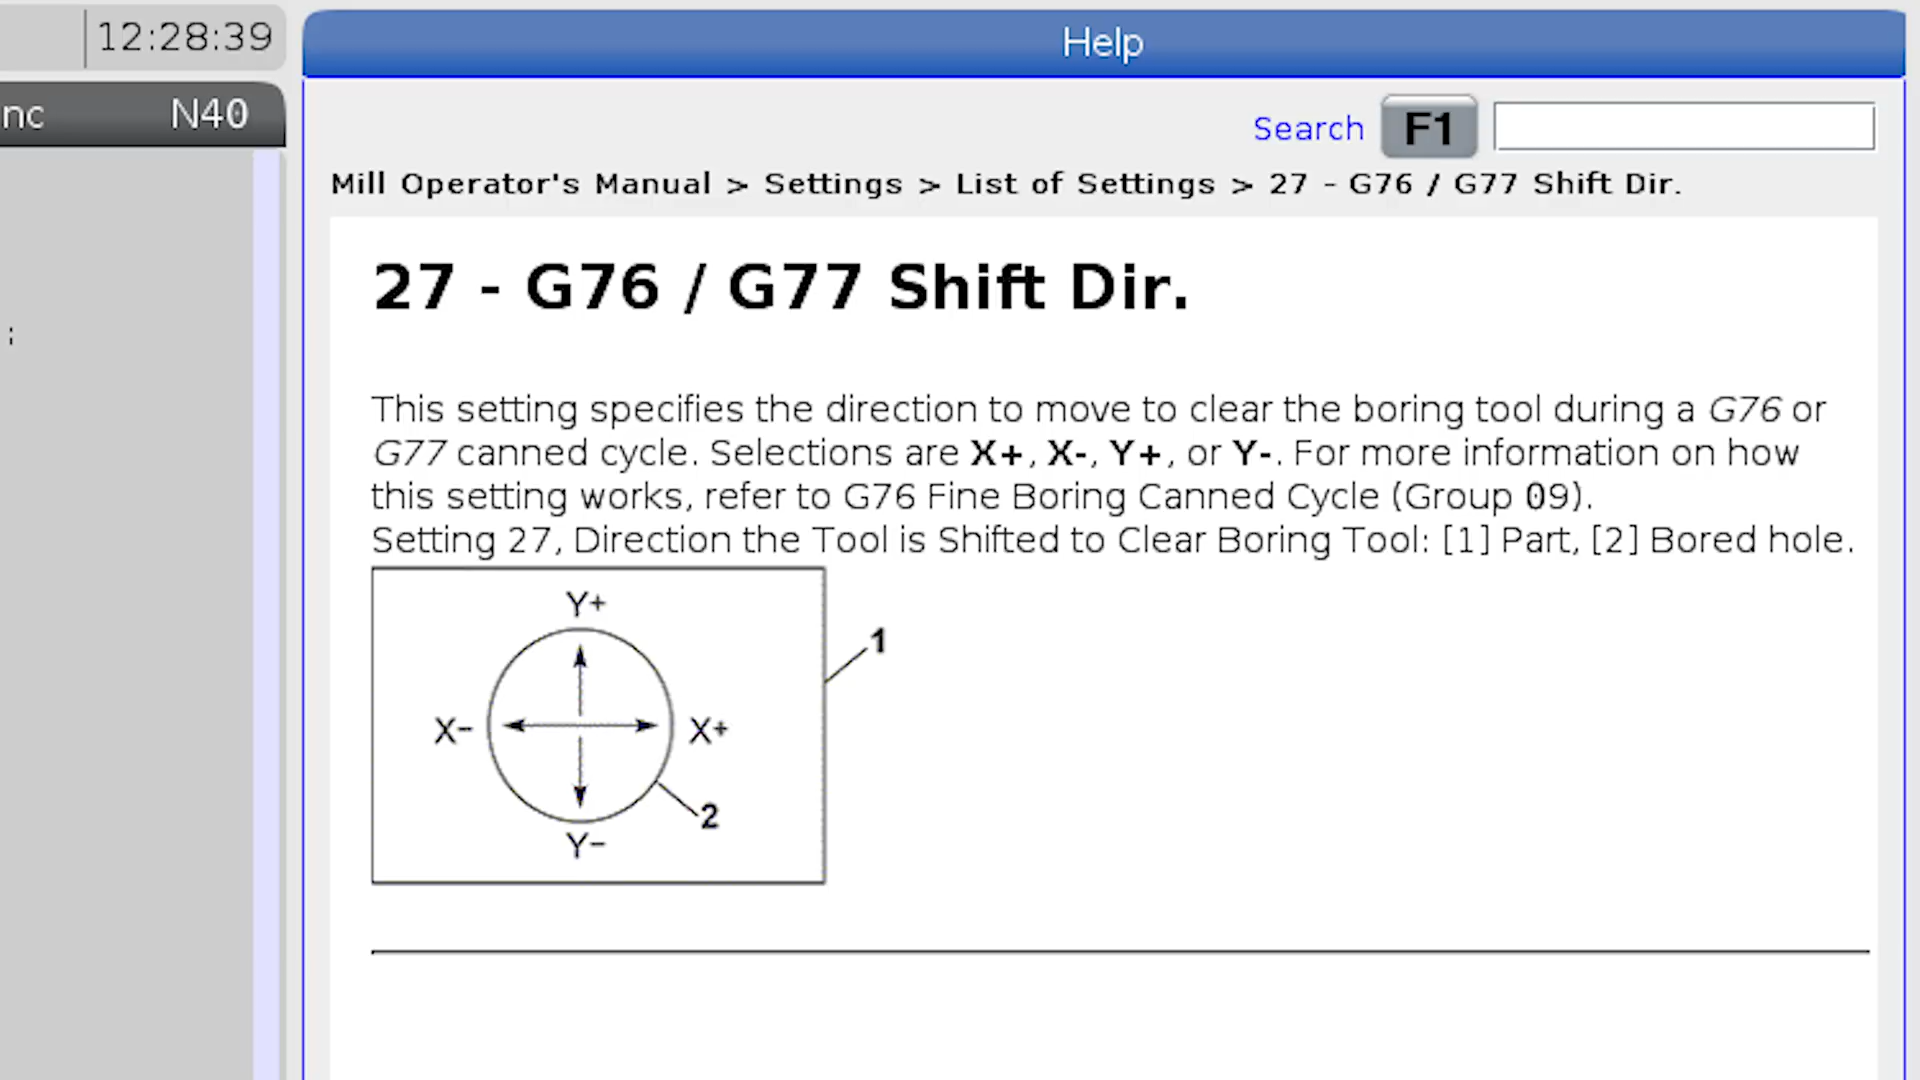 12:28:39
Help
nc N40
Search F1
Mill Operator's Manual > Settings > List of Settings > 27 - G76 / G77 Shift Dir.
27 - G76 / G77 Shift Dir.
;
This setting specifies the direction to move to clear the boring tool during a G76 or
G77 canned cycle. Selections are X+, X-, Y+, or Y-. For more information on how
this setting works, refer to G76 Fine Boring Canned Cycle (Group 09).
Setting 27, Direction the Tool is Shifted to Clear Boring Tool: [1] Part, [2] Bored hole.
Y+
1
X- X+
2
Y-